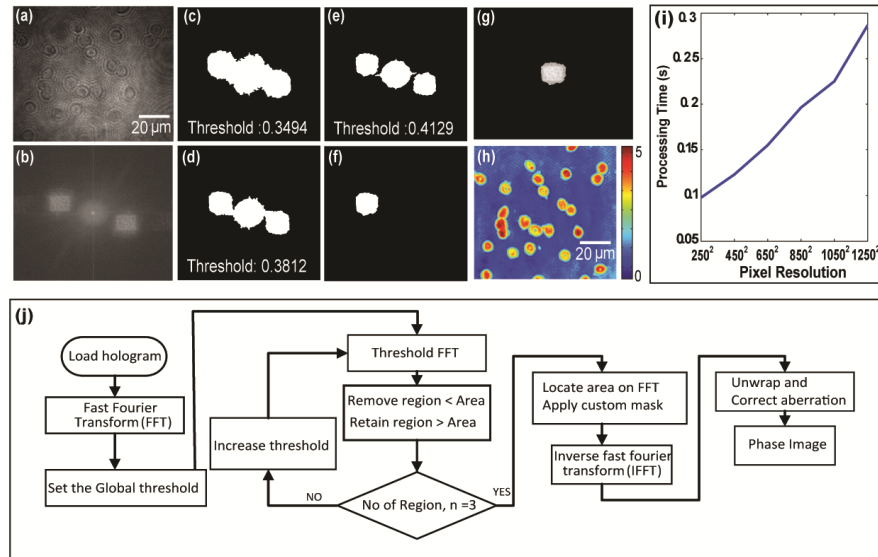 (a)
20 µm
(b)
(c)
Threshold :0.3494
(d)
Threshold: 0.3812
(e)
Threshold :0.4129
(f)
(g)
(h)
20 µm
5
0
(i)
Processing Time (s)
0.3
0.25
0.2
0.15
0.1
0.05
250² 450² 650² 850² 1050² 1250²
Pixel Resolution
(j)
Load hologram
Fast Fourier
Transform (FFT)
Set the Global threshold
Increase threshold
Threshold FFT
Remove region < Area
Retain region > Area
No of Region, n =3
NO
YES
Locate area on FFT
Apply custom mask
Inverse fast fourier
transform (IFFT)
Unwrap and
Correct aberration
Phase Image